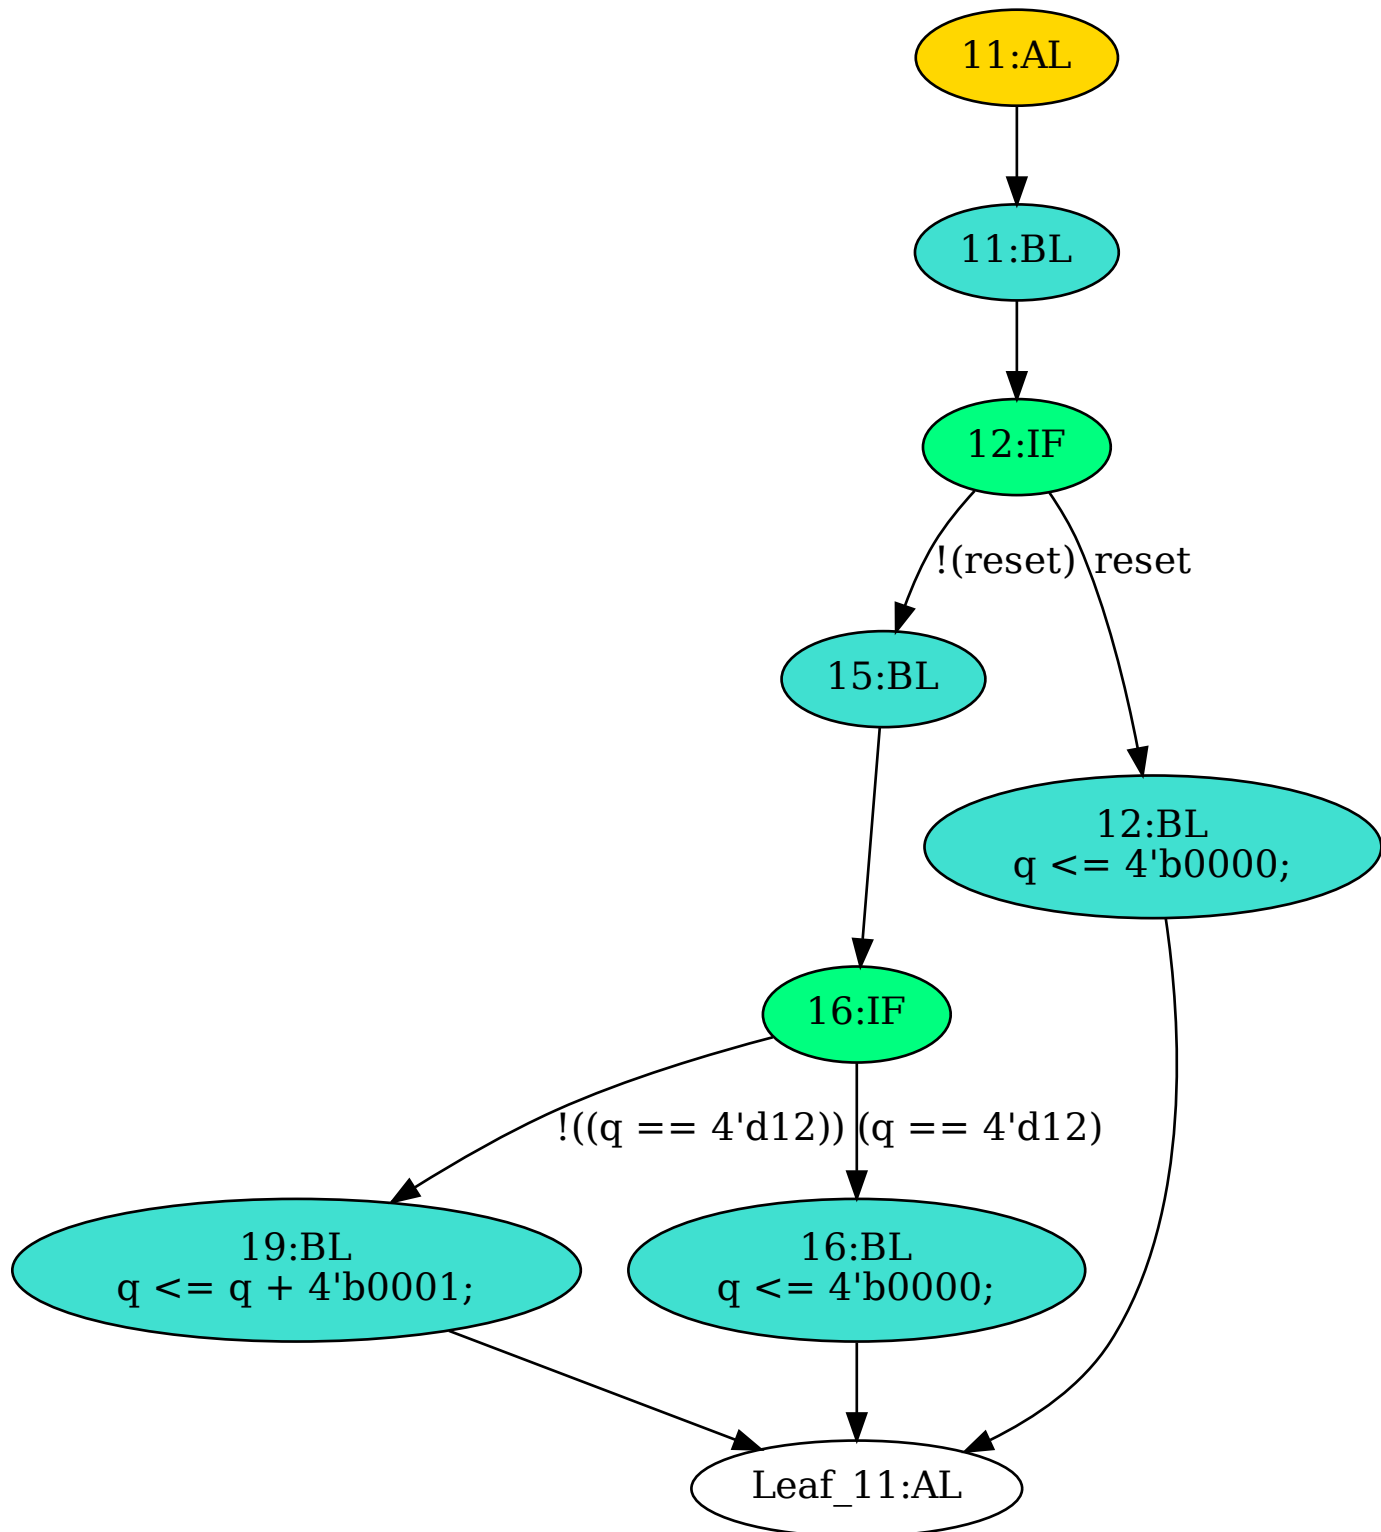 11:AL
11:BL
12:IF
!(reset)
reset
15:BL
12:BL
q <= 4'b0000;
16:IF
!((q == 4'd12))
(q == 4'd12)
19:BL
q <= q + 4'b0001;
16:BL
q <= 4'b0000;
Leaf_11:AL